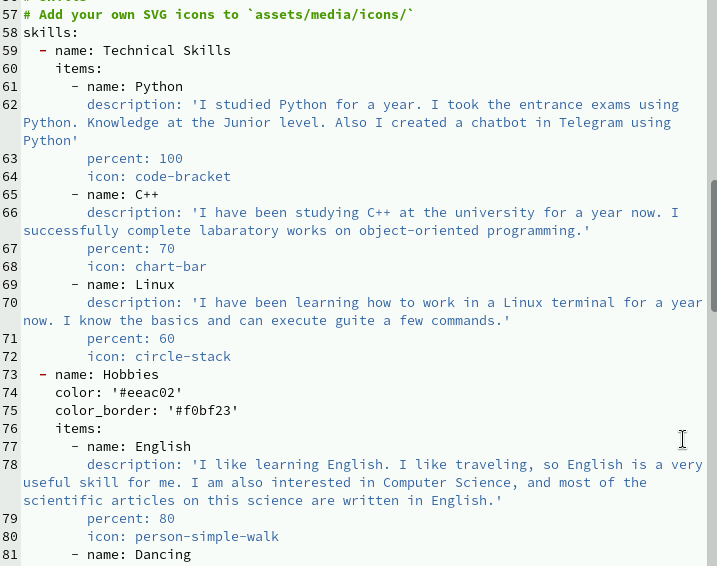 57 # Add your own SVG icons to `assets/media/icons/`
58 skills:
59   - name: Technical Skills
60     items:
61       - name: Python
62         description: 'I studied Python for a year. I took the entrance exams using
Python. Knowledge at the Junior level. Also I created a chatbot in Telegram using
Python'
63         percent: 100
64         icon: code-bracket
65       - name: C++
66         description: 'I have been studying C++ at the university for a year now. I
successfully complete labaratory works on object-oriented programming.'
67         percent: 70
68         icon: chart-bar
69       - name: Linux
70         description: 'I have been learning how to work in a Linux terminal for a year
now. I know the basics and can execute guite a few commands.'
71         percent: 60
72         icon: circle-stack
73   - name: Hobbies
74     color: '#eeac02'
75     color_border: '#f0bf23'
76     items:
77       - name: English
78         description: 'I like learning English. I like traveling, so English is a very
useful skill for me. I am also interested in Computer Science, and most of the
scientific articles on this science are written in English.'
79         percent: 80
80         icon: person-simple-walk
81       - name: Dancing